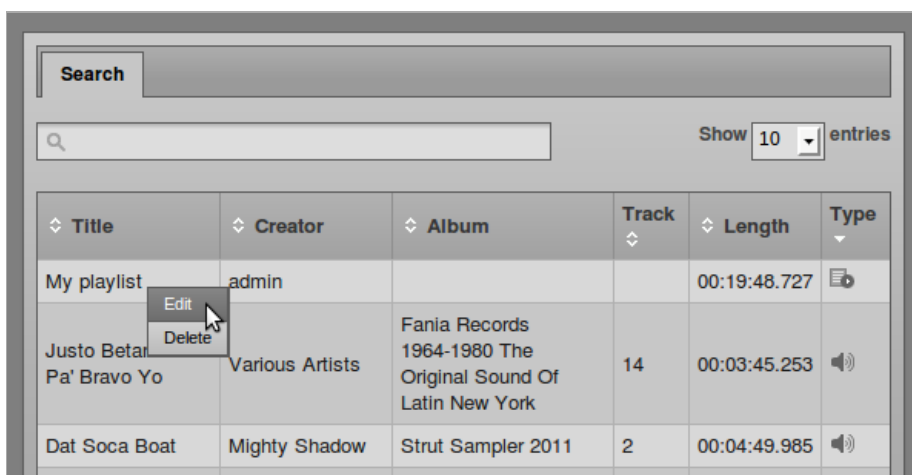 Search
Show 10 entries
Title Creator Album Track Length Type
My playlist admin 00:19:48.727
Edit
Delete
Fania Records
Justo 1964-1980 The
Pa' Bravo Yo Various Artists Original Sound Of 14 00:03:45.253
Latin New York
Dat Soca Boat Mighty Shadow Strut Sampler 2011 2 00:04:49.985